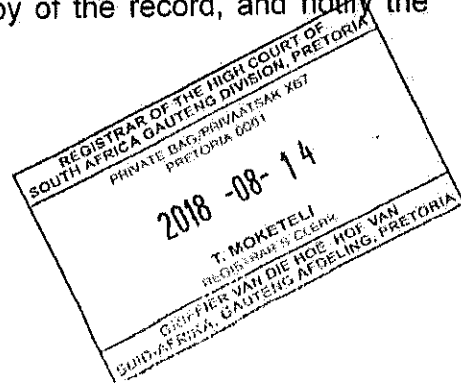 by of the record, and notify the
REGISTRAR OF THE HIGH COURT OF
SOUTH AFRICA GAUTENG DIVISION, PRETORIA
PRIVATE BAG/PRIVAATSAK X67
PRETORIA 0001
2018 -08- 14
T. MOKETELI
REGISTRAR'S CLERK
GRIFFIER VAN DIE HOË HOF VAN
SUID-AFRIKA, GAUTENG AFDELING, PRETORIA